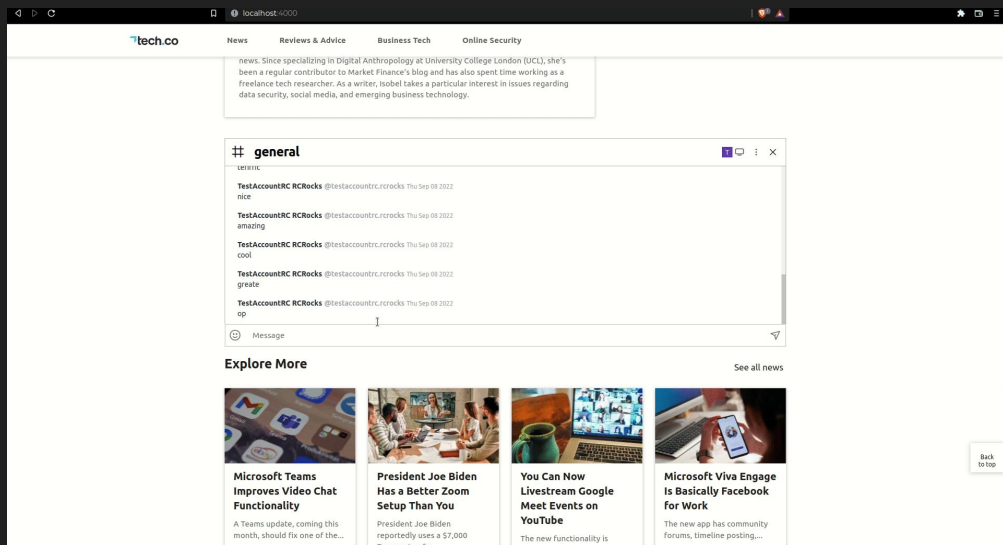 localhost:4000
tech.co
News
Reviews & Advice
Business Tech
Online Security
news. Since specializing in Digital Anthropology at University College London (UCL), she's
been a regular contributor to Market Finance's blog and has also spent time working as a
freelance tech researcher. As a writer, Isobel takes a particular interest in issues regarding
data security, social media, and emerging business technology.
# general
T
terrific
TestAccountRC RCRocks @testaccountrc.rcrocks Thu Sep 08 2022
nice
TestAccountRC RCRocks @testaccountrc.rcrocks Thu Sep 08 2022
amazing
TestAccountRC RCRocks @testaccountrc.rcrocks Thu Sep 08 2022
cool
TestAccountRC RCRocks @testaccountrc.rcrocks Thu Sep 08 2022
greate
TestAccountRC RCRocks @testaccountrc.rcrocks Thu Sep 08 2022
op
Message
Explore More
See all news
Microsoft Teams
Improves Video Chat
Functionality
A Teams update, coming this
month, should fix one of the...
President Joe Biden
Has a Better Zoom
Setup Than You
President Joe Biden
reportedly uses a $7,000
You Can Now
Livestream Google
Meet Events on
YouTube
The new functionality is
Microsoft Viva Engage
Is Basically Facebook
for Work
The new app has community
forums, timeline posting,...
Back
to top